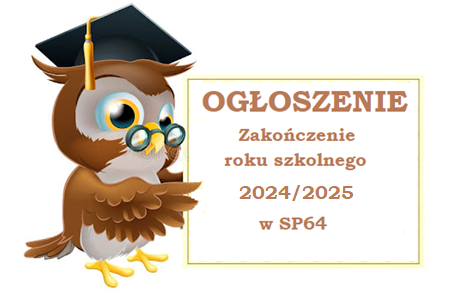 OGŁOSZENIE
Zakończenie
roku szkolnego
2024/2025
w SP64